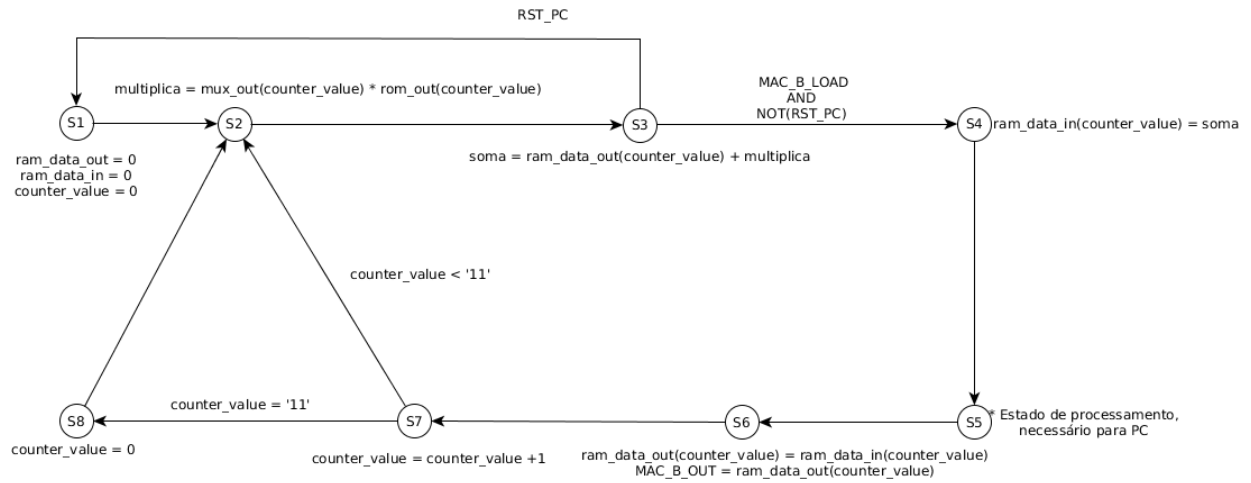 RST_PC
multiplica = mux_out(counter_value) * rom_out(counter_value)
MAC_B_LOAD
AND
NOT(RST_PC)
S1
S2
S3
S4
ram_data_in(counter_value) = soma
ram_data_out = 0
ram_data_in = 0
counter_value = 0
soma = ram_data_out(counter_value) + multiplica
counter_value < '11'
counter_value = '11'
S8
S7
S6
S5
* Estado de processamento,
necessário para PC
counter_value = 0
counter_value = counter_value +1
ram_data_out(counter_value) = ram_data_in(counter_value)
MAC_B_OUT = ram_data_out(counter_value)